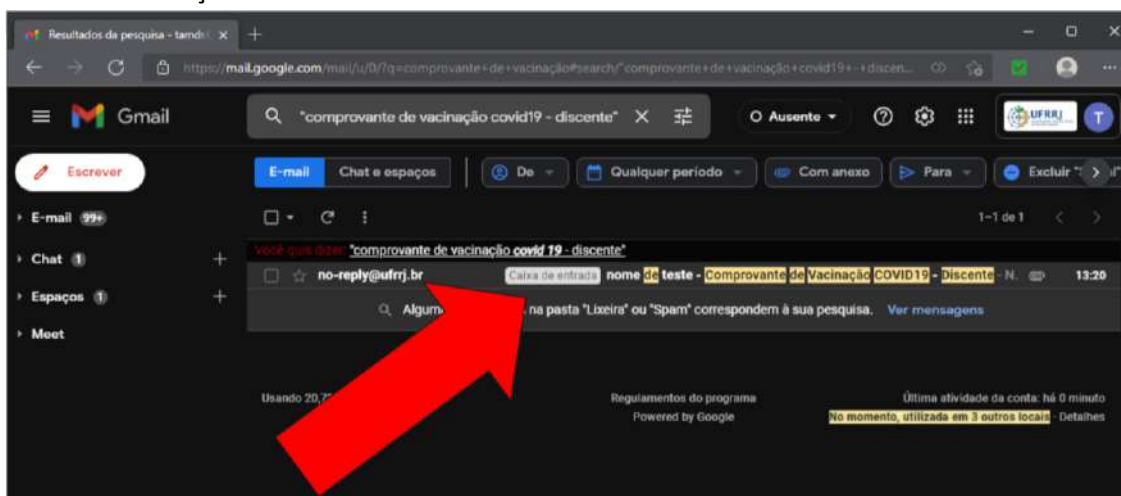 Resultados da pesquisa - tamds
https://mail.google.com/mail/u/0/?q=comprovante+de+vacinação#search/"comprovante+de+vacinação+covid19+-+discen...
Gmail
"comprovante de vacinação covid19 - discente"
Ausente
UFRRJ
T
Escrever
E-mail
Chat e espaços
De
Qualquer período
Com anexo
Para
Excluir
E-mail 99+
1–1 de 1
Chat 1
Você quis dizer: "comprovante de vacinação covid 19 - discente"
no-reply@ufrrj.br Caixa de entrada nome de teste - Comprovante de Vacinação COVID19 - Discente - N. 13:20
Espaços 1
na pasta "Lixeira" ou "Spam" correspondem à sua pesquisa. Ver mensagens
Meet
Usando
Regulamentos do programa
Última atividade da conta: há 0 minuto
Powered by Google
No momento, utilizada em 3 outros locais - Detalhes